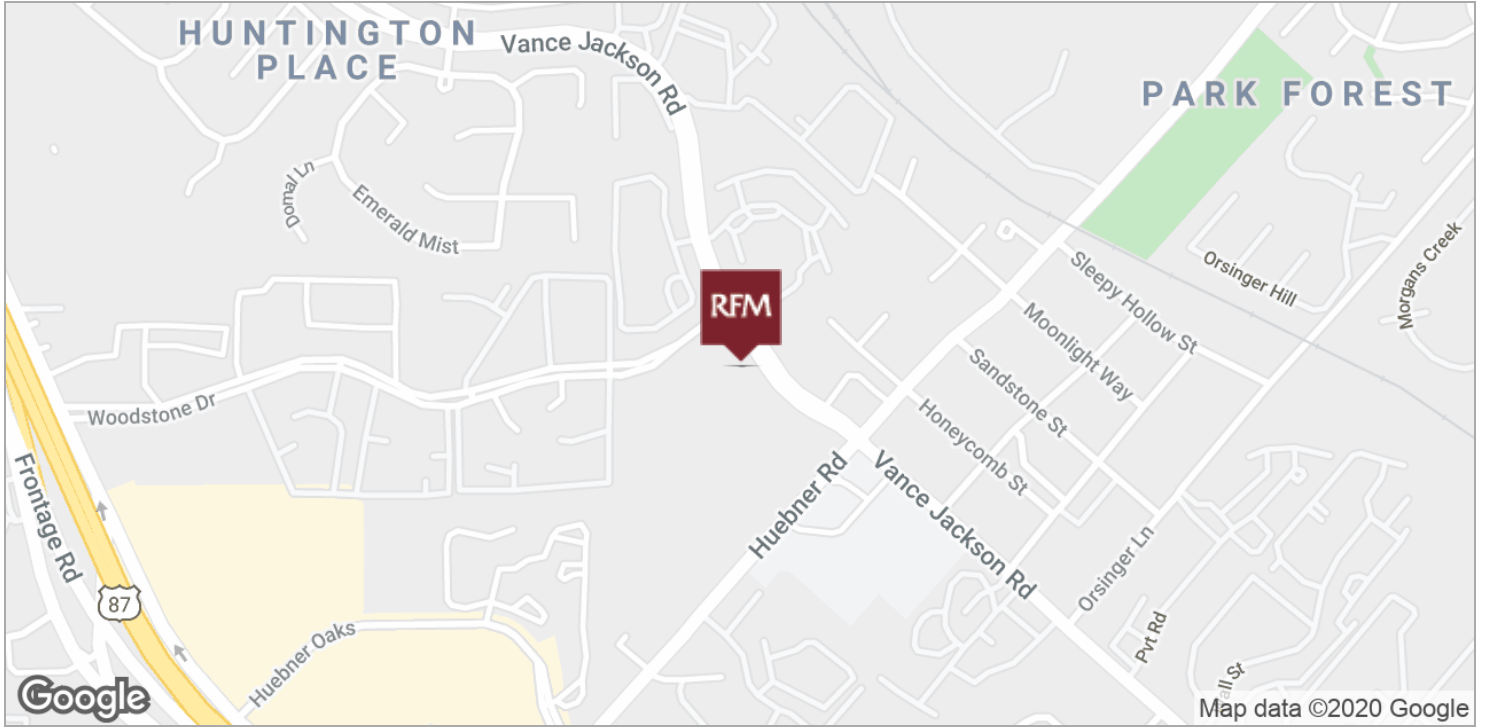 HUNTINGTON
PLACE
Vance Jackson Rd
PARK FOREST
Domal Ln
Emerald Mist
Orsinger Hill
Morgans Creek
Sleepy Hollow St
RFM
Moonlight Way
Sandstone St
Woodstone Dr
Honeycomb St
Frontage Rd
Huebner Rd
Vance Jackson Rd
Orsinger Ln
87
Pvt Rd
Huebner Oaks
all St
Google
Map data ©2020 Google